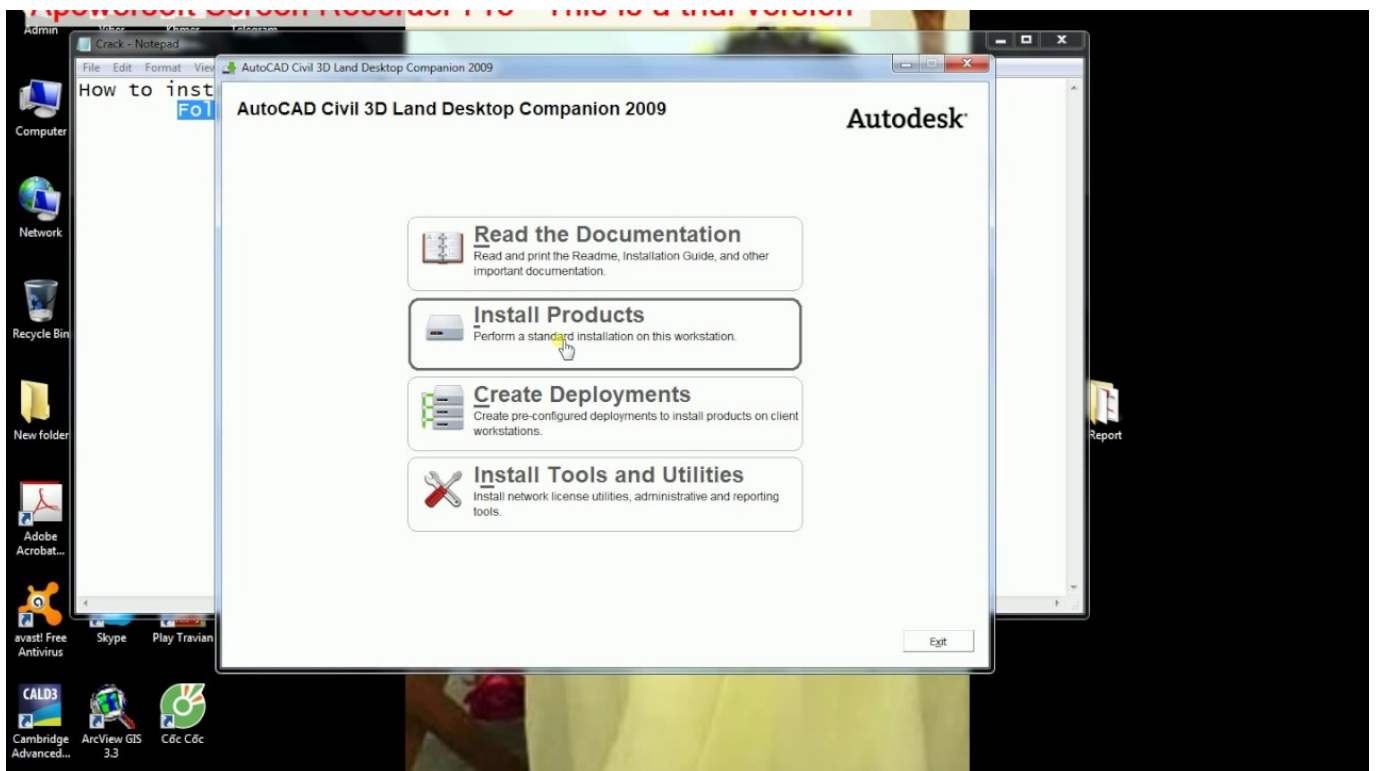 Apowersoft Screen Recorder Pro - This is a trial version
Admin
Viber
Khmer
Telegram
Crack - Notepad
File Edit Format View
How to inst
Fol
AutoCAD Civil 3D Land Desktop Companion 2009
AutoCAD Civil 3D Land Desktop Companion 2009
Autodesk
Read the Documentation
Read and print the Readme, Installation Guide, and other
important documentation.
Install Products
Perform a standard installation on this workstation.
Create Deployments
Create pre-configured deployments to install products on client
workstations.
Install Tools and Utilities
Install network license utilities, administrative and reporting
tools.
Exit
Computer
Network
Recycle Bin
New folder
Report
Adobe
Acrobat...
avast! Free
Antivirus
Skype
Play Travian
CALD3
Cambridge
Advanced...
ArcView GIS
3.3
Cốc Cốc